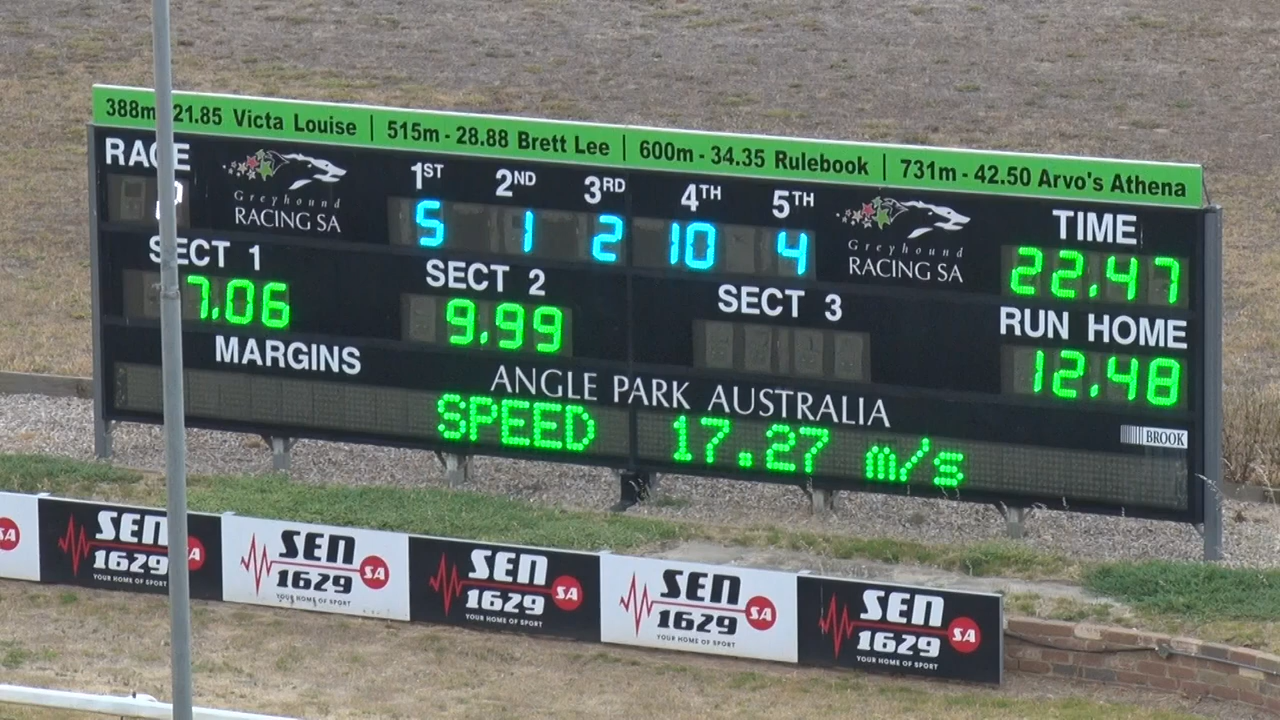 388m 21.85 Victa Louise | 515m - 28.88 Brett Lee | 600m - 34.35 Rulebook | 731m - 42.50 Arvo's Athena
RACE
Greyhound RACING SA
1ST 2ND 3RD 4TH 5TH
5 1 2 10 4
Greyhound RACING SA
TIME
22.47
SECT 1
7.06
SECT 2
9.99
SECT 3
RUN HOME
12.48
MARGINS
ANGLE PARK AUSTRALIA
SPEED 17.27 m/s
BROOK
SA
SEN
1629
SA
YOUR HOME OF SPORT
SEN
1629
SA
YOUR HOME OF SPORT
SEN
1629
SA
YOUR HOME OF SPORT
SEN
1629
SA
YOUR HOME OF SPORT
SEN
1629
SA
YOUR HOME OF SPORT